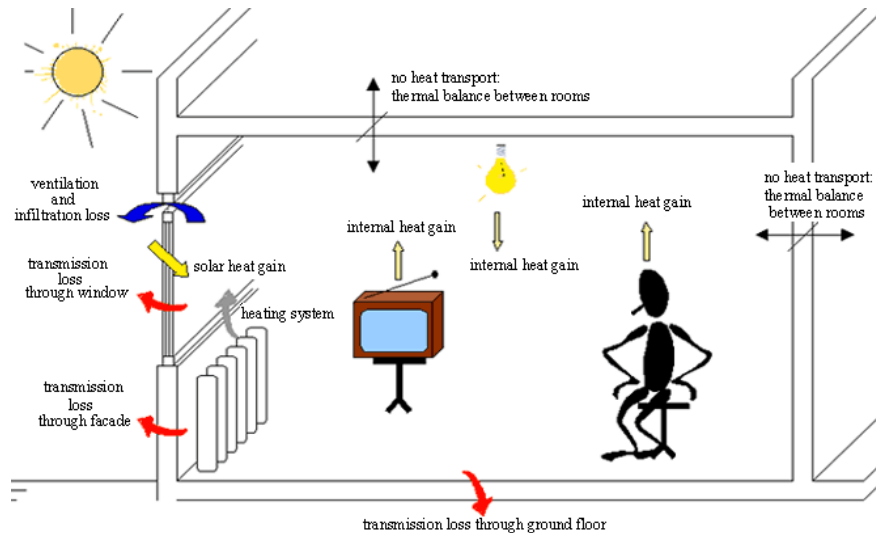 no heat transport:
thermal balance between rooms
ventilation
and
infiltration loss
no heat transport:
thermal balance
between rooms
internal heat gain
internal heat gain
transmission
loss
through window
solar heat gain
internal heat gain
heating system
transmission
loss
through facade
transmission loss through ground floor